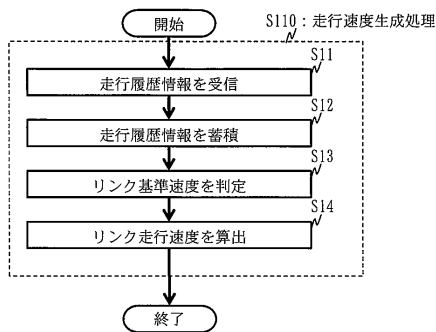 開始
S110：走行速度生成処理
S11
走行履歴情報を受信
S12
走行履歴情報を蓄積
S13
リンク基準速度を判定
S14
リンク走行速度を算出
終了